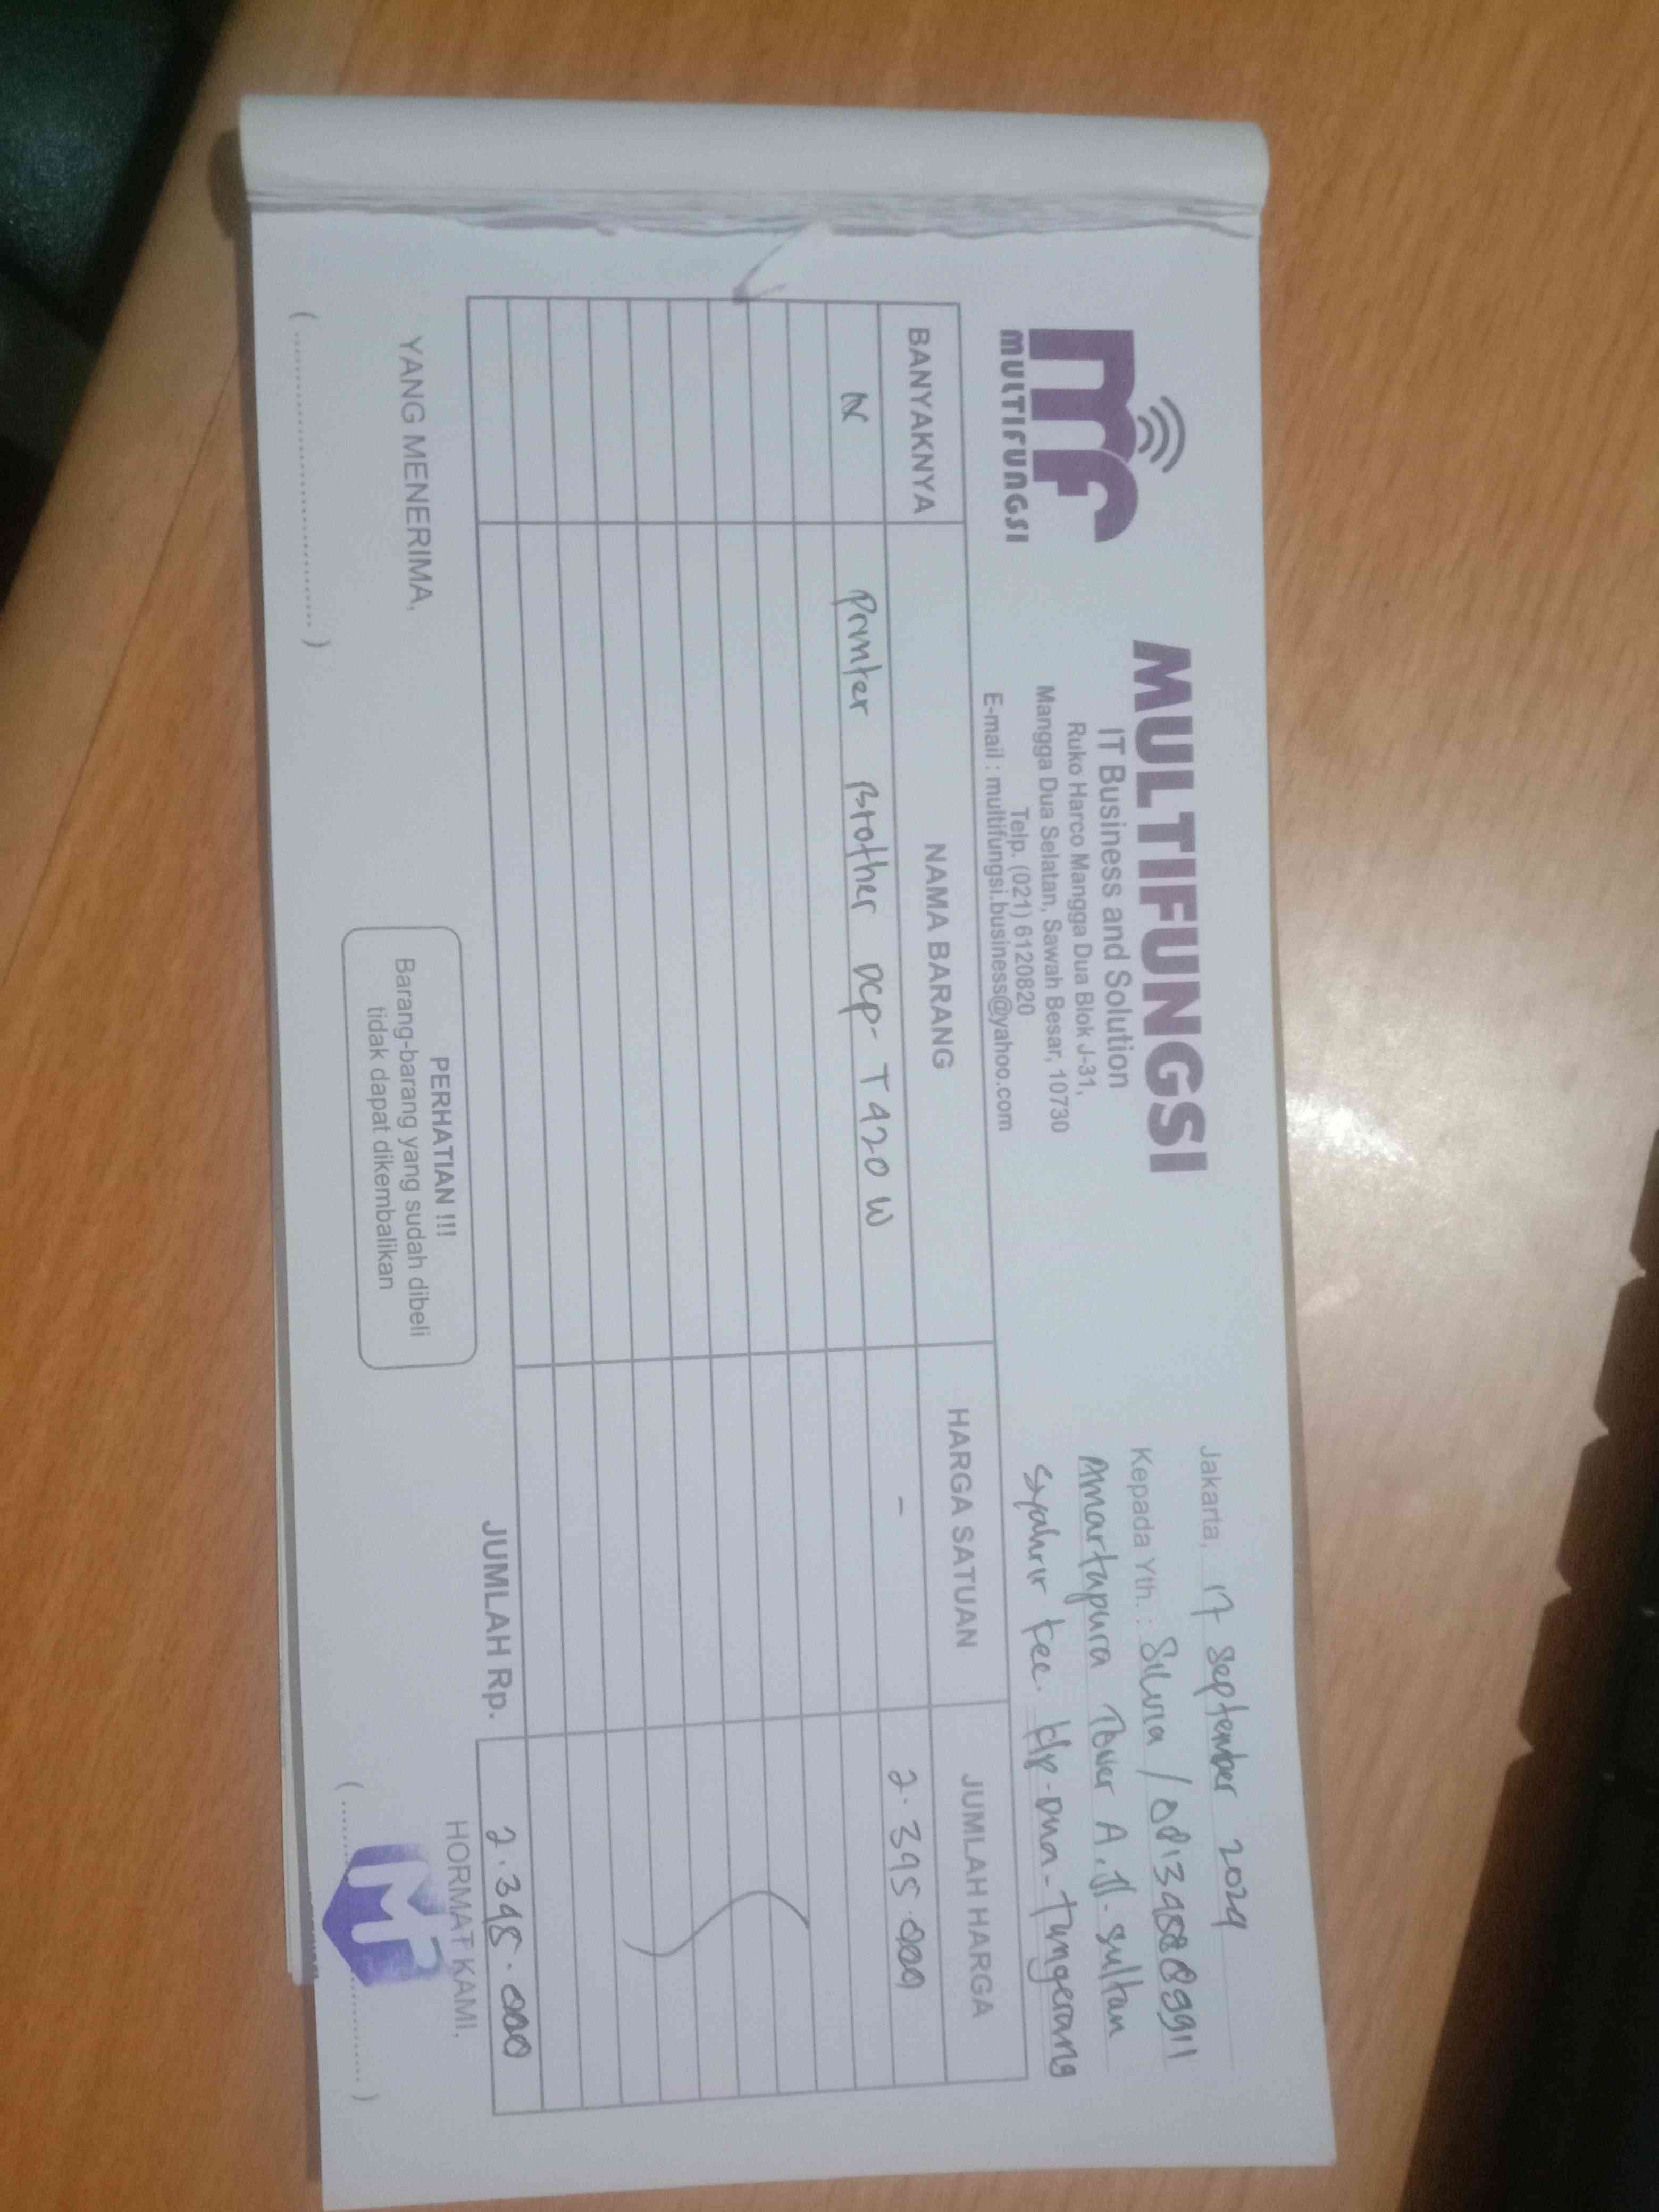 mf
MULTIFUNGSI
MULTIFUNGSI
IT Business and Solution
Ruko Harco Mangga Dua Blok J-31,
Mangga Dua Selatan, Sawah Besar, 10730
Telp. (021) 6120820
E-mail : multifungsi.business@yahoo.com
Jakarta, 17 September 2024
Kepada Yth. : Silvia /
Amartapura Tower A. Jl. Sultan
Syahrir Kec. Klp-Dua - Tangerang
BANYAKNYA NAMA BARANG HARGA SATUAN JUMLAH HARGA
Printer Brother DCP-T420W - 2.395.000
JUMLAH Rp. 2.395.000
YANG MENERIMA,
PERHATIAN !!!
Barang-barang yang sudah dibeli
tidak dapat dikembalikan
HORMAT KAMI,
MF